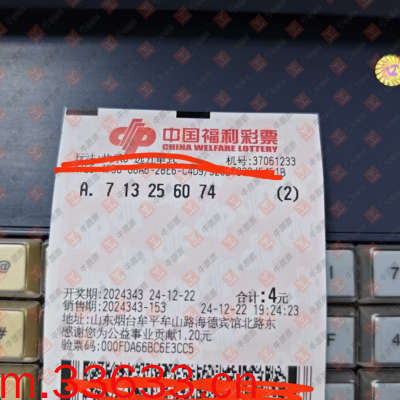 中国福利彩票
CHINA WELFARE LOTTERY
机号:37061233
A. 7 13 25 60 74 (2)
开奖期:2024343 24-12-22 合计:4元
销售期:2024343-153 24-12-22 19:24:23
地址:山东烟台牟平牟山路海德宾馆北路东
感谢您为公益事业贡献1.20元
验票码:000FDA66BC6E3CC5
m.33633.cn